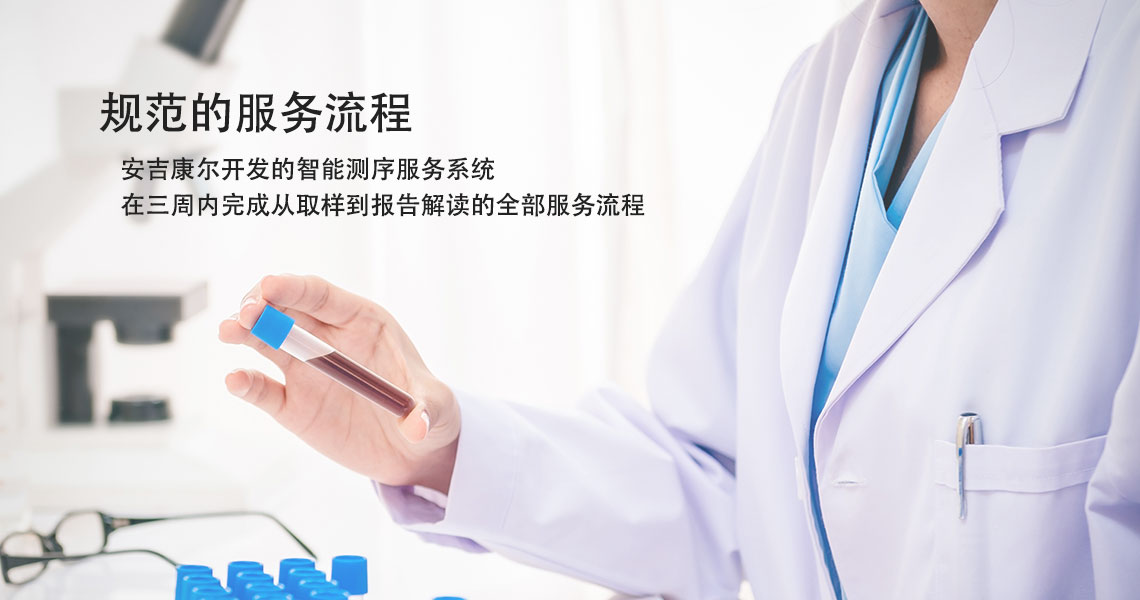 规范的服务流程
安吉康尔开发的智能测序服务系统
在三周内完成从取样到报告解读的全部服务流程